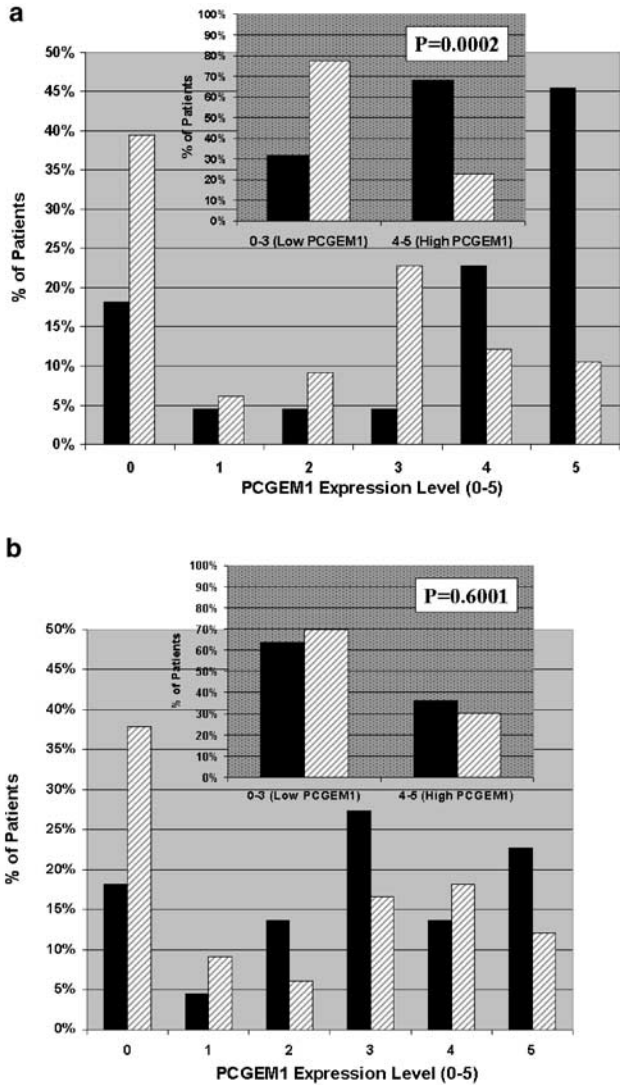 a
100%
90%
80%
70%
60%
50%
40%
30%
20%
10%
0%
% of Patients
P=0.0002
0-3 (Low PCGEM1)
4-5 (High PCGEM1)
50%
45%
40%
35%
30%
25%
20%
15%
10%
5%
0%
% of Patients
0 1 2 3 4 5
PCGEM1 Expression Level (0-5)
b
100%
90%
80%
70%
60%
50%
40%
30%
20%
10%
0%
% of Patients
P=0.6001
0-3 (Low PCGEM1)
4-5 (High PCGEM1)
50%
45%
40%
35%
30%
25%
20%
15%
10%
5%
0%
% of Patients
0 1 2 3 4 5
PCGEM1 Expression Level (0-5)